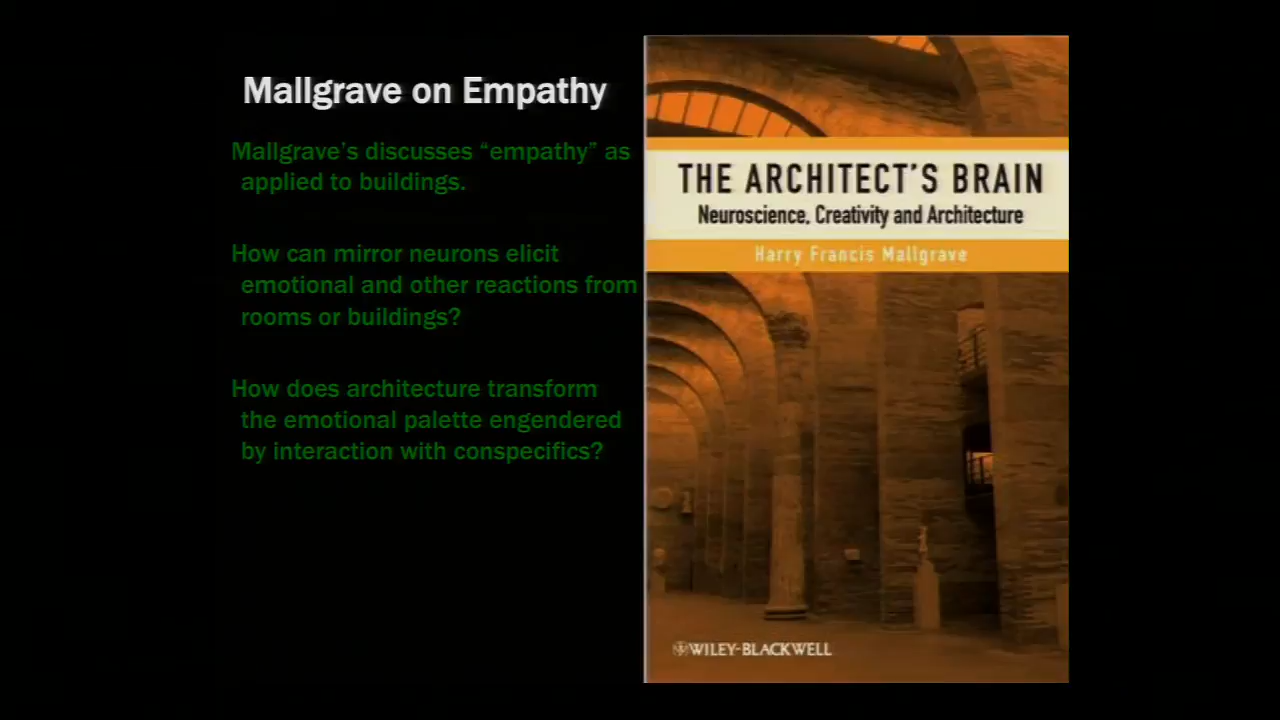 Mallgrave on Empathy
Mallgrave's discusses “empathy” as
applied to buildings.
How can mirror neurons elicit
emotional and other reactions from
rooms or buildings?
How does architecture transform
the emotional palette engendered
by interaction with conspecifics?
THE ARCHITECT'S BRAIN
Neuroscience, Creativity and Architecture
Harry Francis Mallgrave
WILEY-BLACKWELL